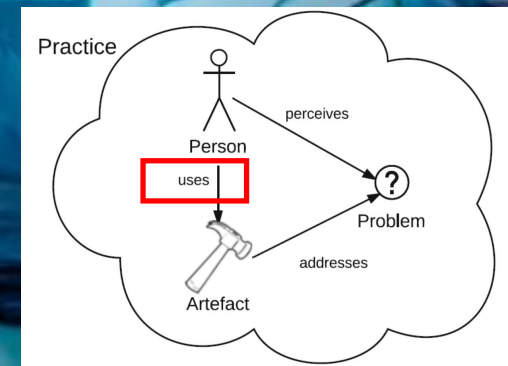 Practice
perceives
Person
uses
?
Problem
addresses
Artefact